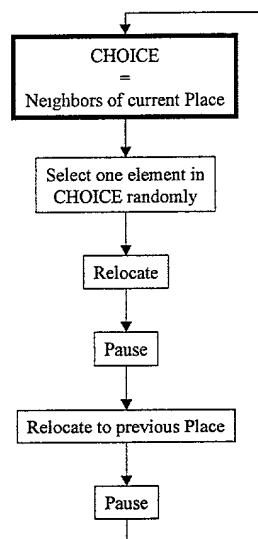 CHOICE
=
Neighbors of current Place
Select one element in
CHOICE randomly
Relocate
Pause
Relocate to previous Place
Pause